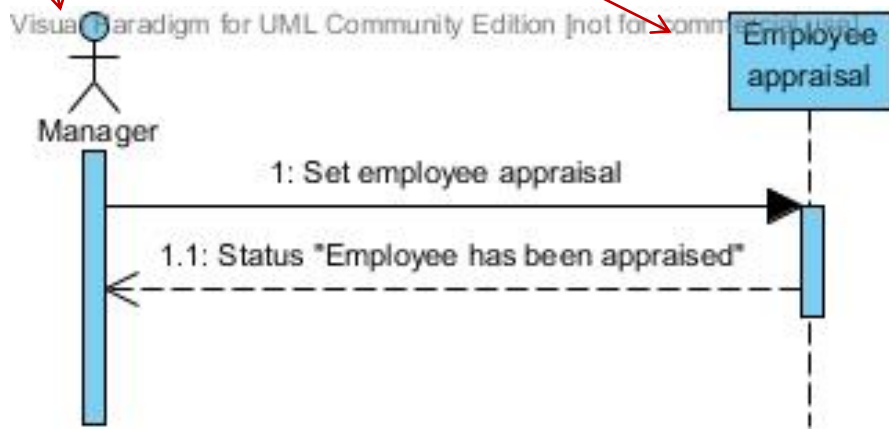 Visual Paradigm for UML Community Edition [not for commercial use]
Employee
appraisal
Manager
1: Set employee appraisal
1.1: Status "Employee has been appraised"